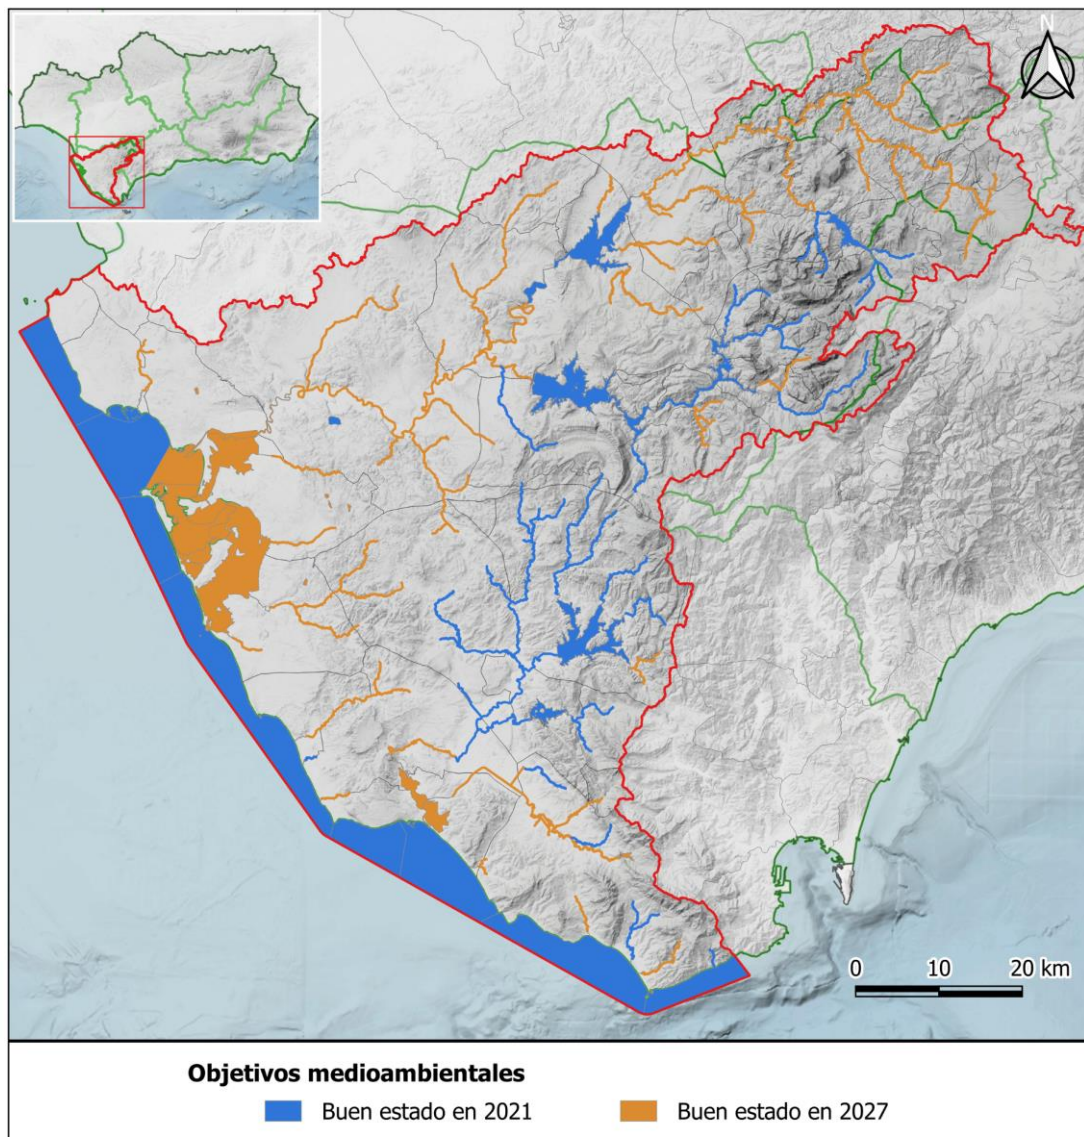 N
0 10 20 km
Objetivos medioambientales
Buen estado en 2021
Buen estado en 2027